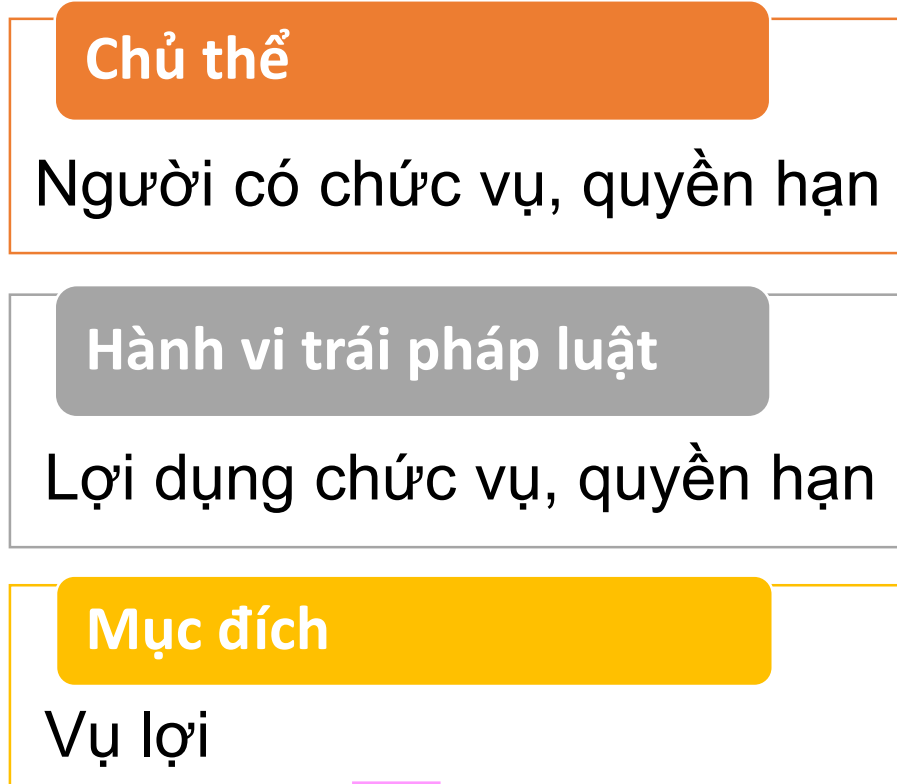 Chủ thể
Người có chức vụ, quyền hạn
Hành vi trái pháp luật
Lợi dụng chức vụ, quyền hạn
Mục đích
Vụ lợi